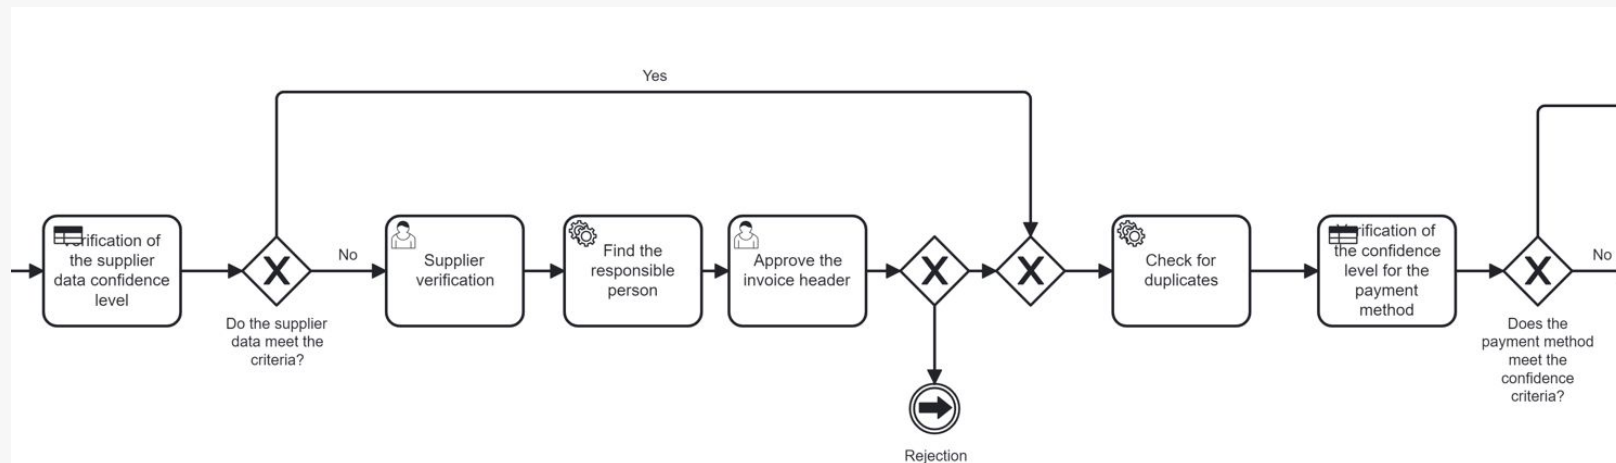 Yes
rification of
the supplier
data confidence
level
No
Do the supplier
data meet the
criteria?
Supplier
verification
Find the
responsible
person
Approve the
invoice header
Rejection
Check for
duplicates
rification of
the confidence
level for the
payment
method
No
Does the
payment method
meet the
confidence
criteria?